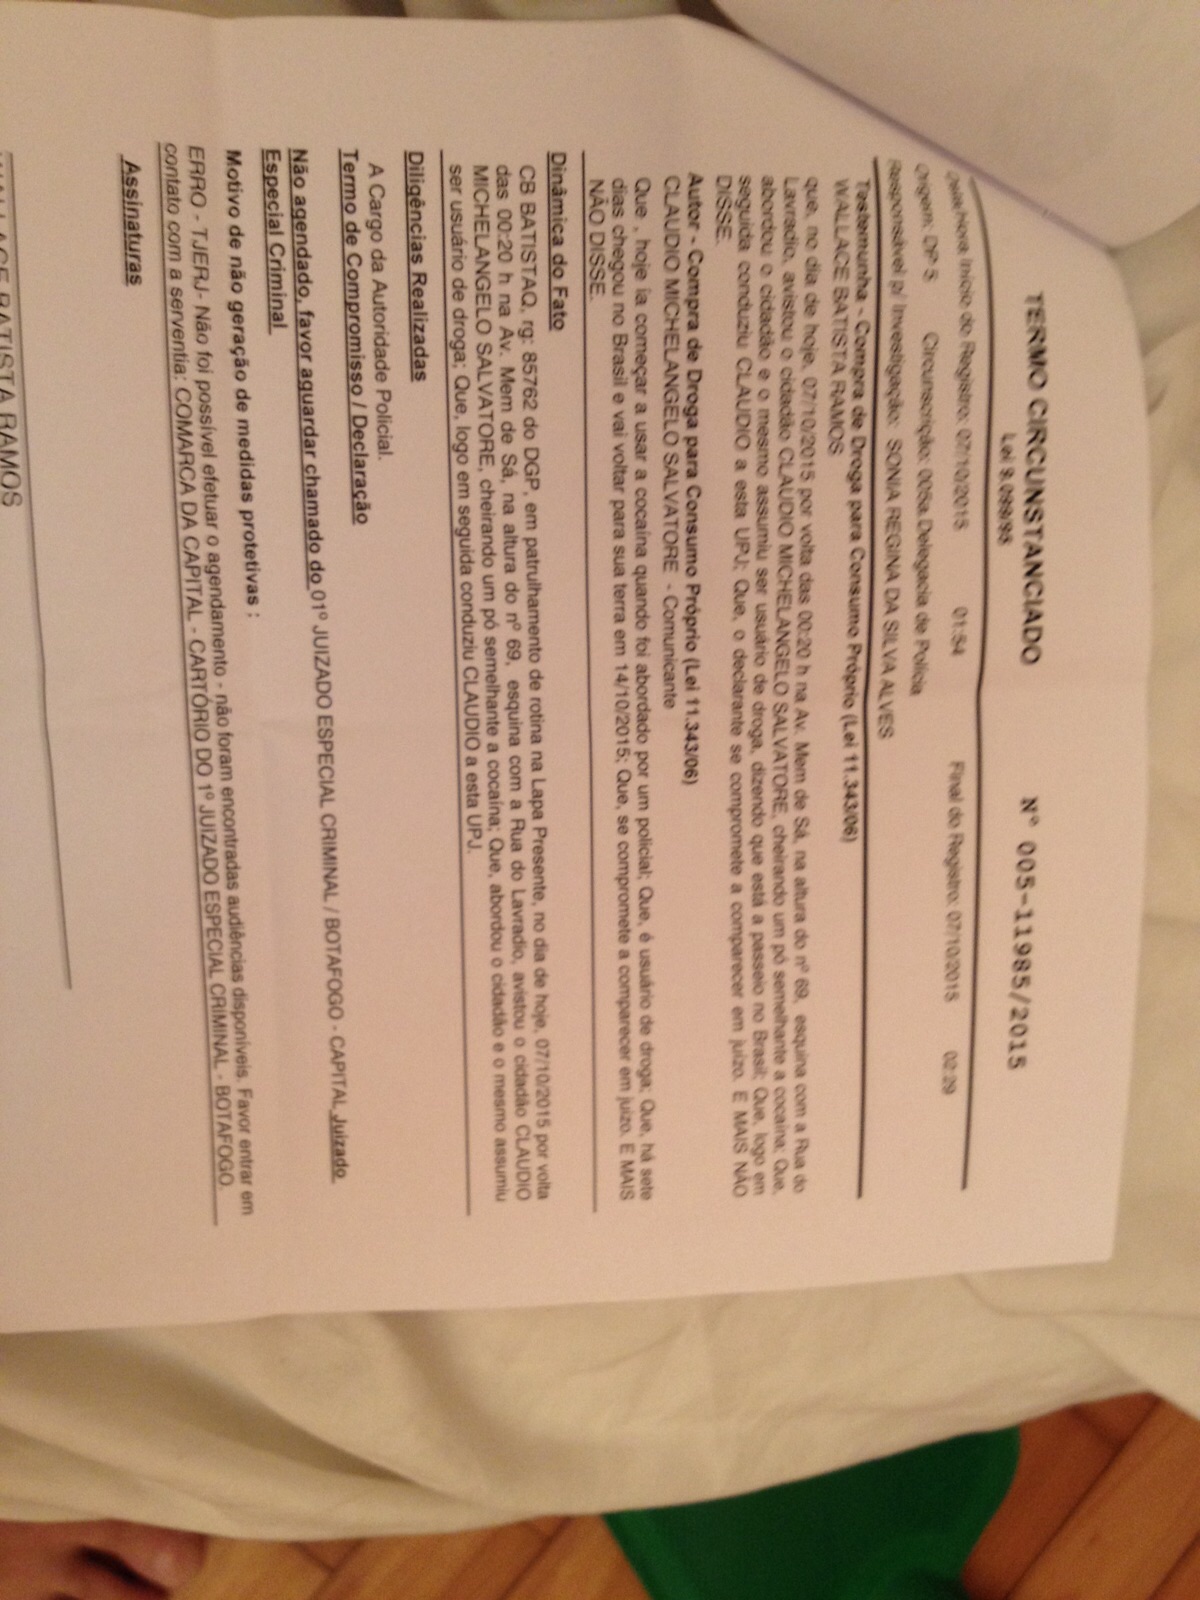 TERMO CIRCUNSTANCIADO Nº 005-11985/2015
Lei 9.099/95
Data/Hora Início do Registro: 07/10/2015 01:54 Final do Registro: 07/10/2015 02:29
Origem: DP 5 Circunscrição: 005a.Delegacia de Polícia
Responsável p/ Investigação: SONIA REGINA DA SILVA ALVES
Testemunha - Compra de Droga para Consumo Próprio (Lei 11.343/06)
WALLACE BATISTA RAMOS
que, no dia de hoje, 07/10/2015 por volta das 00:20 h na Av. Mem de Sá, na altura do nº 69, esquina com a Rua do
Lavradio, avistou o cidadão CLAUDIO MICHELANGELO SALVATORE, cheirando um pó semelhante a cocaína; Que,
abordou o cidadão e o mesmo assumiu ser usuário de droga, dizendo que está a passeio no Brasil; Que, logo em
seguida conduziu CLAUDIO a esta UPJ; Que, o declarante se compromete a comparecer em juízo. E MAIS NÃO
DISSE.
Autor - Compra de Droga para Consumo Próprio (Lei 11.343/06)
CLAUDIO MICHELANGELO SALVATORE - Comunicante
Que , hoje ia começar a usar a cocaína quando foi abordado por um policial; Que, é usuário de droga; Que, há sete
dias chegou no Brasil e vai voltar para sua terra em 14/10/2015; Que, se compromete a comparecer em juízo. E MAIS
NÃO DISSE.
Dinâmica do Fato
CB BATISTAQ, rg: 85762 do DGP, em patrulhamento de rotina na Lapa Presente, no dia de hoje, 07/10/2015 por volta
das 00:20 h na Av. Mem de Sá, na altura do nº 69, esquina com a Rua do Lavradio, avistou o cidadão CLAUDIO
MICHELANGELO SALVATORE, cheirando um pó semelhante a cocaína; Que, abordou o cidadão e o mesmo assumiu
ser usuário de droga; Que, logo em seguida conduziu CLAUDIO a esta UPJ.
Diligências Realizadas
A Cargo da Autoridade Policial.
Termo de Compromisso / Declaração
Não agendado, favor aguardar chamado do 01º JUIZADO ESPECIAL CRIMINAL / BOTAFOGO - CAPITAL Juizado
Especial Criminal
Motivo de não geração de medidas protetivas :
ERRO - TJERJ- Não foi possível efetuar o agendamento - não foram encontradas audiências disponíveis. Favor entrar em
contato com a serventia: COMARCA DA CAPITAL - CARTÓRIO DO 1º JUIZADO ESPECIAL CRIMINAL - BOTAFOGO.
Assinaturas
WALLACE BATISTA RAMOS